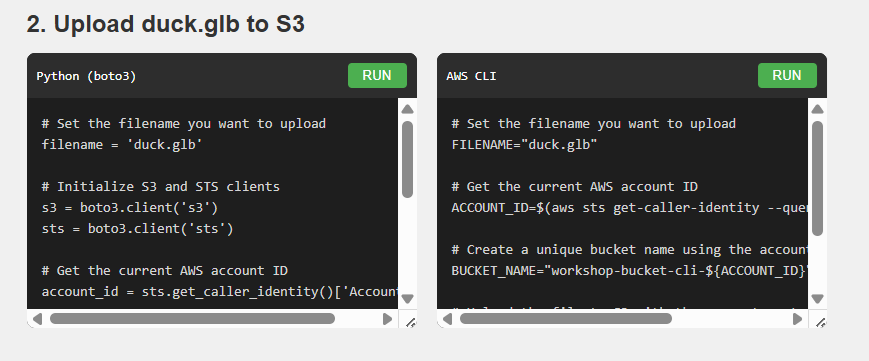 2. Upload duck.glb to S3
Python (boto3)
RUN
# Set the filename you want to upload
filename = 'duck.glb'
# Initialize S3 and STS clients
s3 = boto3.client('s3')
sts = boto3.client('sts')
# Get the current AWS account ID
account_id = sts.get_caller_identity()['Accoun
AWS CLI
RUN
# Set the filename you want to upload
FILENAME="duck.glb"
# Get the current AWS account ID
ACCOUNT_ID=$(aws sts get-caller-identity --quer
# Create a unique bucket name using the account
BUCKET_NAME="workshop-bucket-cli-${ACCOUNT_ID}"